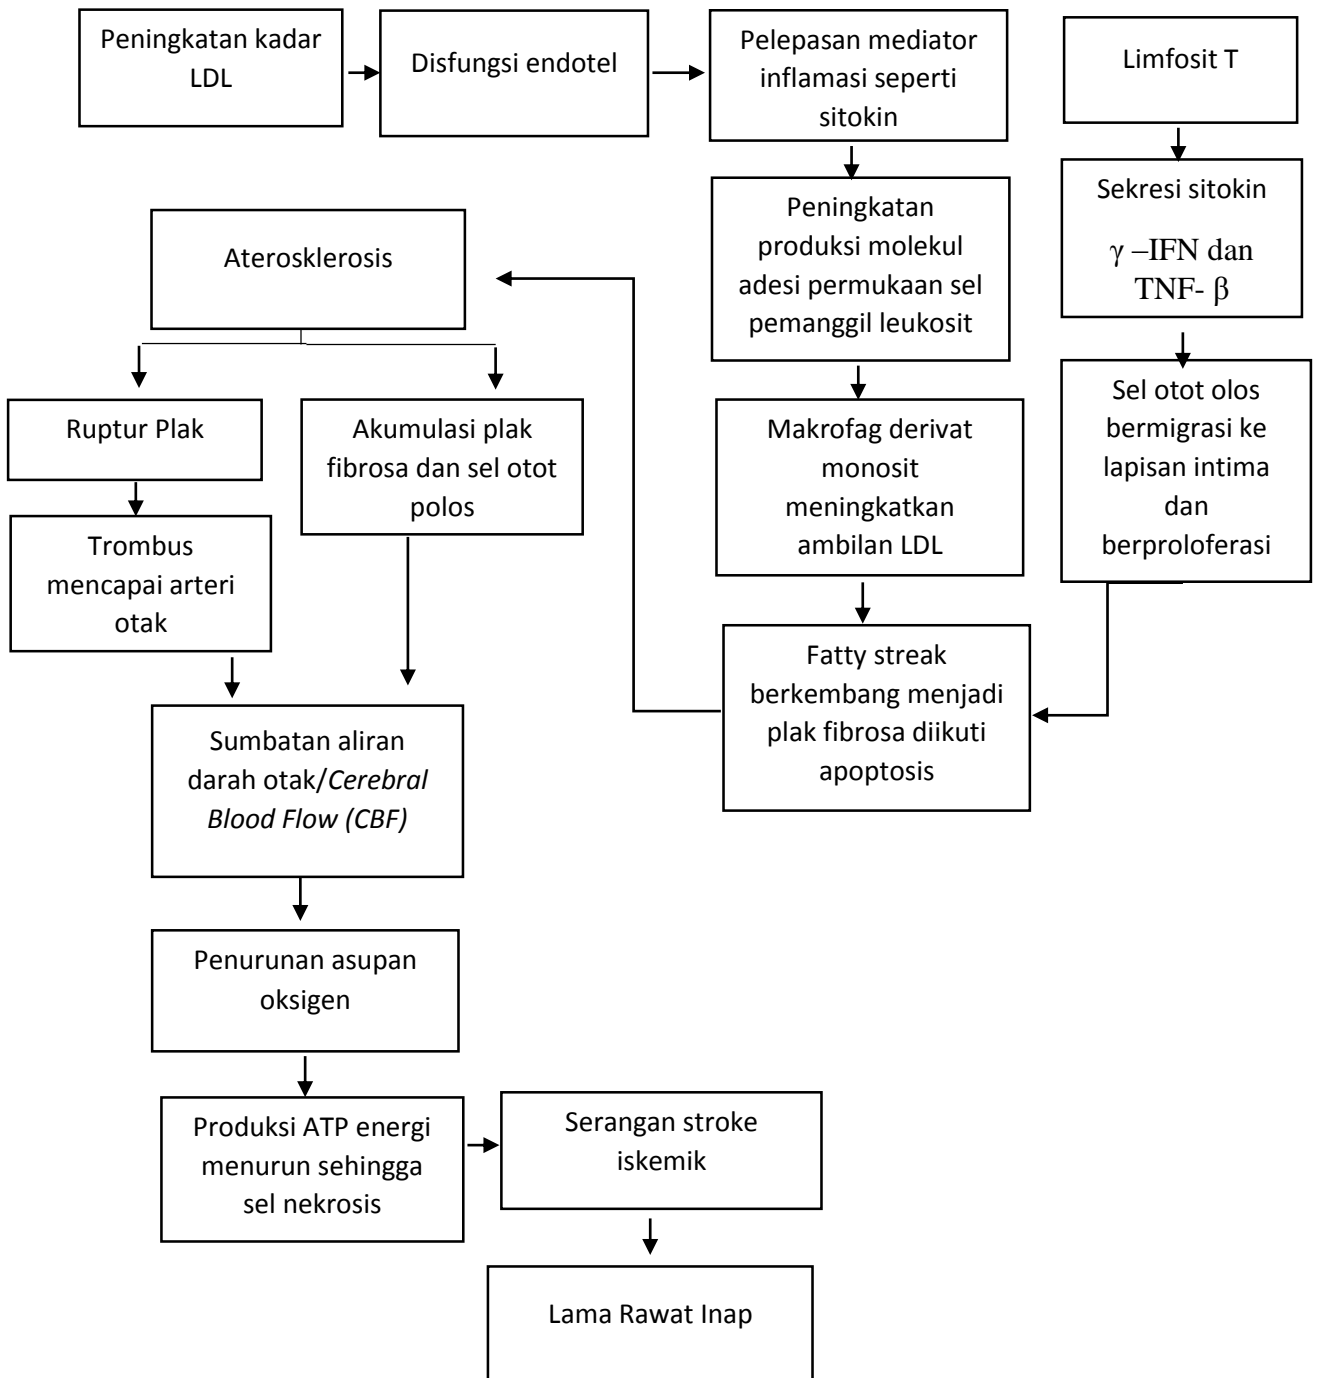 Peningkatan kadar
LDL
Disfungsi endotel
Pelepasan mediator
inflamasi seperti
sitokin
Limfosit T
Sekresi sitokin
γ –IFN dan
TNF- β
Peningkatan
produksi molekul
adesi permukaan sel
pemanggil leukosit
Aterosklerosis
Ruptur Plak
Akumulasi plak
fibrosa dan sel otot
polos
Makrofag derivat
monosit
meningkatkan
ambilan LDL
Sel otot olos
bermigrasi ke
lapisan intima
dan
berproloferasi
Trombus
mencapai arteri
otak
Fatty streak
berkembang menjadi
plak fibrosa diikuti
apoptosis
Sumbatan aliran
darah otak/Cerebral
Blood Flow (CBF)
Penurunan asupan
oksigen
Produksi ATP energi
menurun sehingga
sel nekrosis
Serangan stroke
iskemik
Lama Rawat Inap